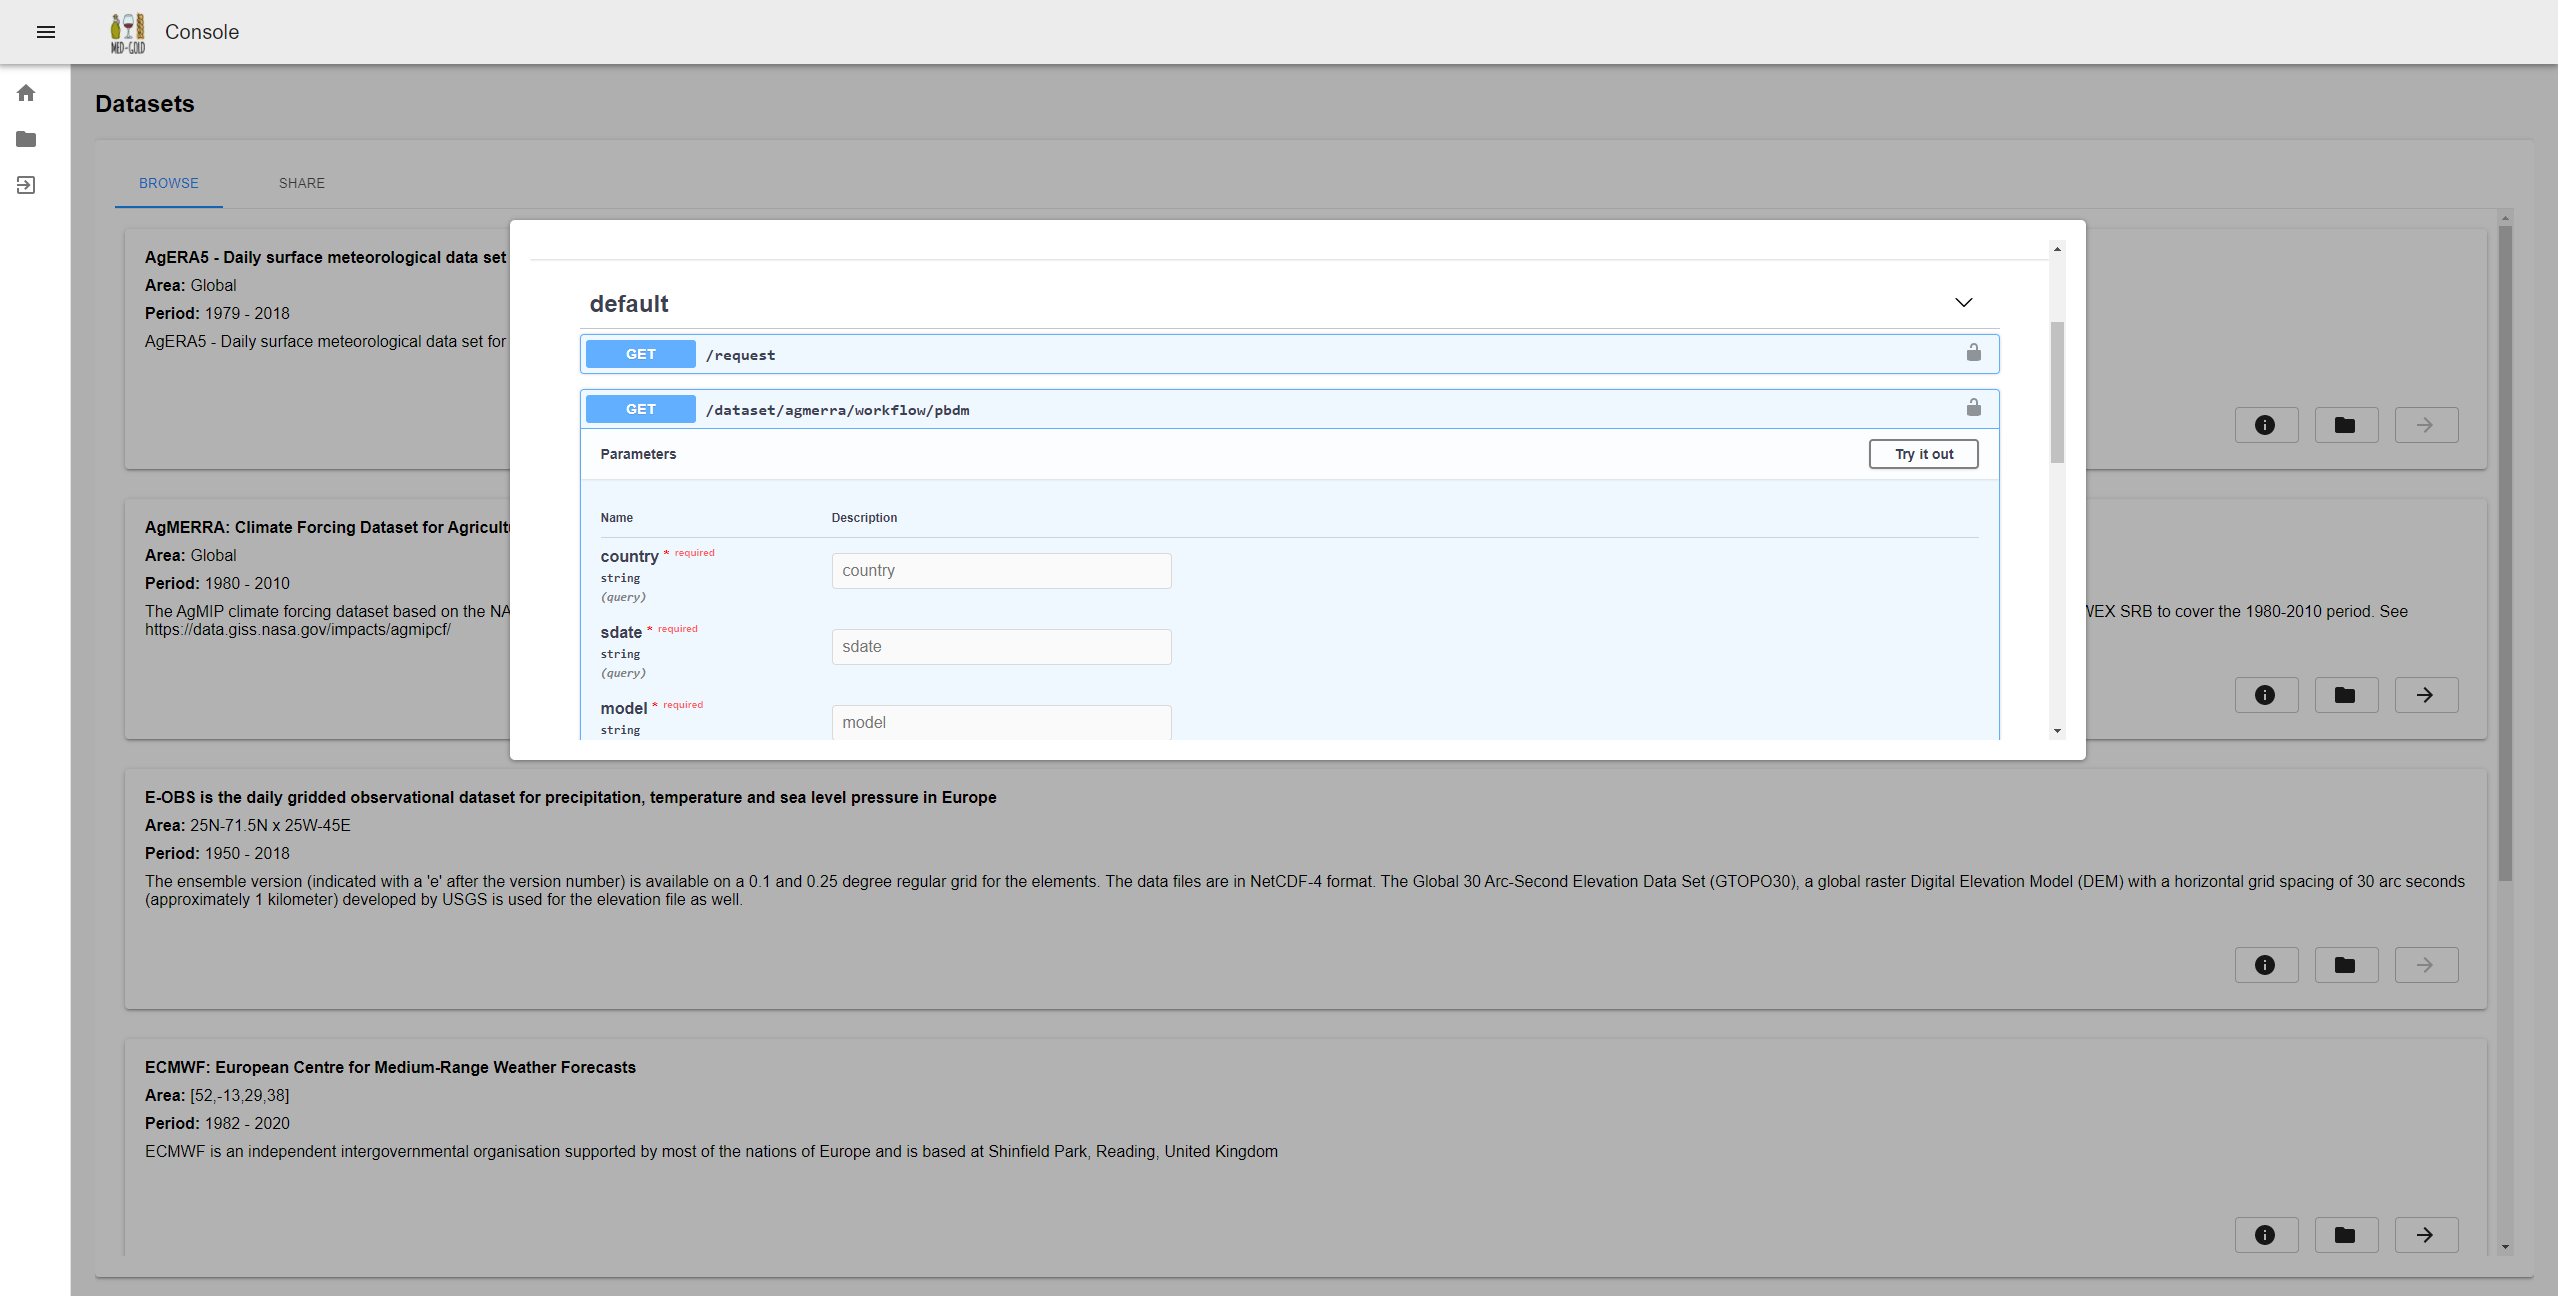 MED-GOLD
Console
Datasets
BROWSE
SHARE
AgERA5 - Daily surface meteorological data set
Area: Global
Period: 1979 - 2018
AgERA5 - Daily surface meteorological data set for
AgMERRA: Climate Forcing Dataset for Agricultu
Area: Global
Period: 1980 - 2010
The AgMIP climate forcing dataset based on the NA
WEX SRB to cover the 1980-2010 period. See
https://data.giss.nasa.gov/impacts/agmipcf/
default
GET /request
GET /dataset/agmerra/workflow/pbdm
Parameters
Try it out
Name Description
country * required
string
(query)
country
sdate * required
string
(query)
sdate
model * required
string
model
E-OBS is the daily gridded observational dataset for precipitation, temperature and sea level pressure in Europe
Area: 25N-71.5N x 25W-45E
Period: 1950 - 2018
The ensemble version (indicated with a 'e' after the version number) is available on a 0.1 and 0.25 degree regular grid for the elements. The data files are in NetCDF-4 format. The Global 30 Arc-Second Elevation Data Set (GTOPO30), a global raster Digital Elevation Model (DEM) with a horizontal grid spacing of 30 arc seconds
(approximately 1 kilometer) developed by USGS is used for the elevation file as well.
ECMWF: European Centre for Medium-Range Weather Forecasts
Area: [52,-13,29,38]
Period: 1982 - 2020
ECMWF is an independent intergovernmental organisation supported by most of the nations of Europe and is based at Shinfield Park, Reading, United Kingdom